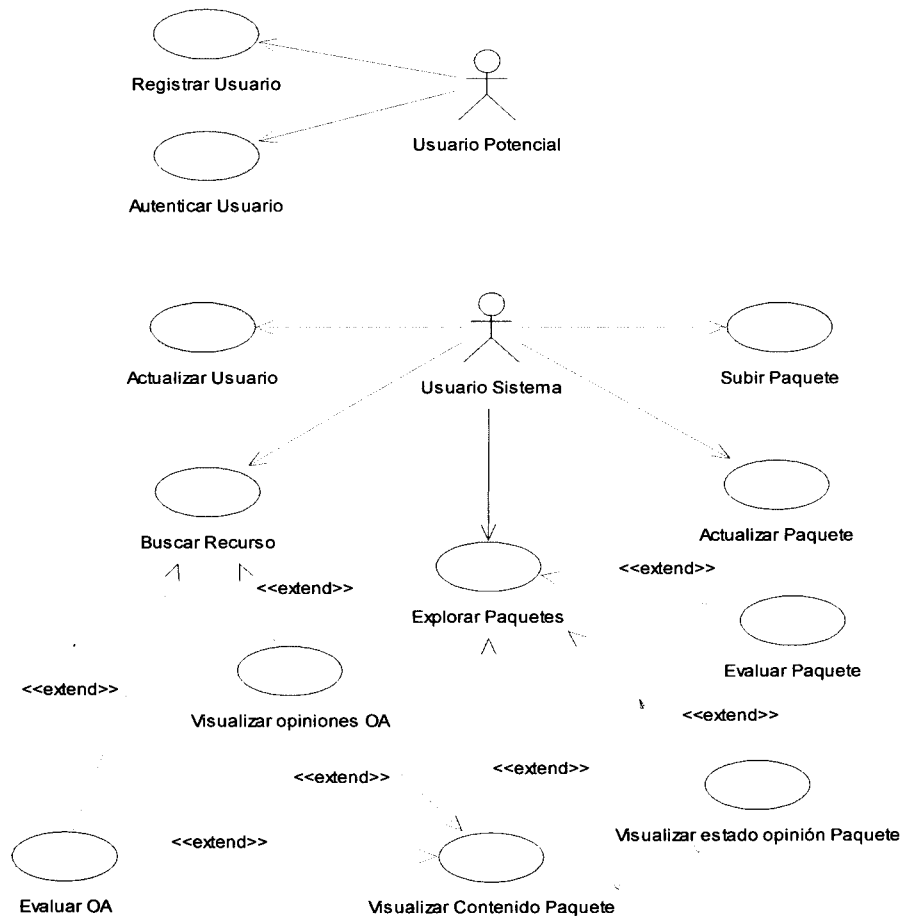 Registrar Usuario
Usuario Potencial
Autenticar Usuario
Actualizar Usuario
Usuario Sistema
Subir Paquete
Buscar Recurso
Actualizar Paquete
<<extend>>
Explorar Paquetes
<<extend>>
Evaluar Paquete
<<extend>>
Visualizar opiniones OA
<<extend>>
<<extend>>
<<extend>>
Visualizar estado opinión Paquete
<<extend>>
Evaluar OA
Visualizar Contenido Paquete